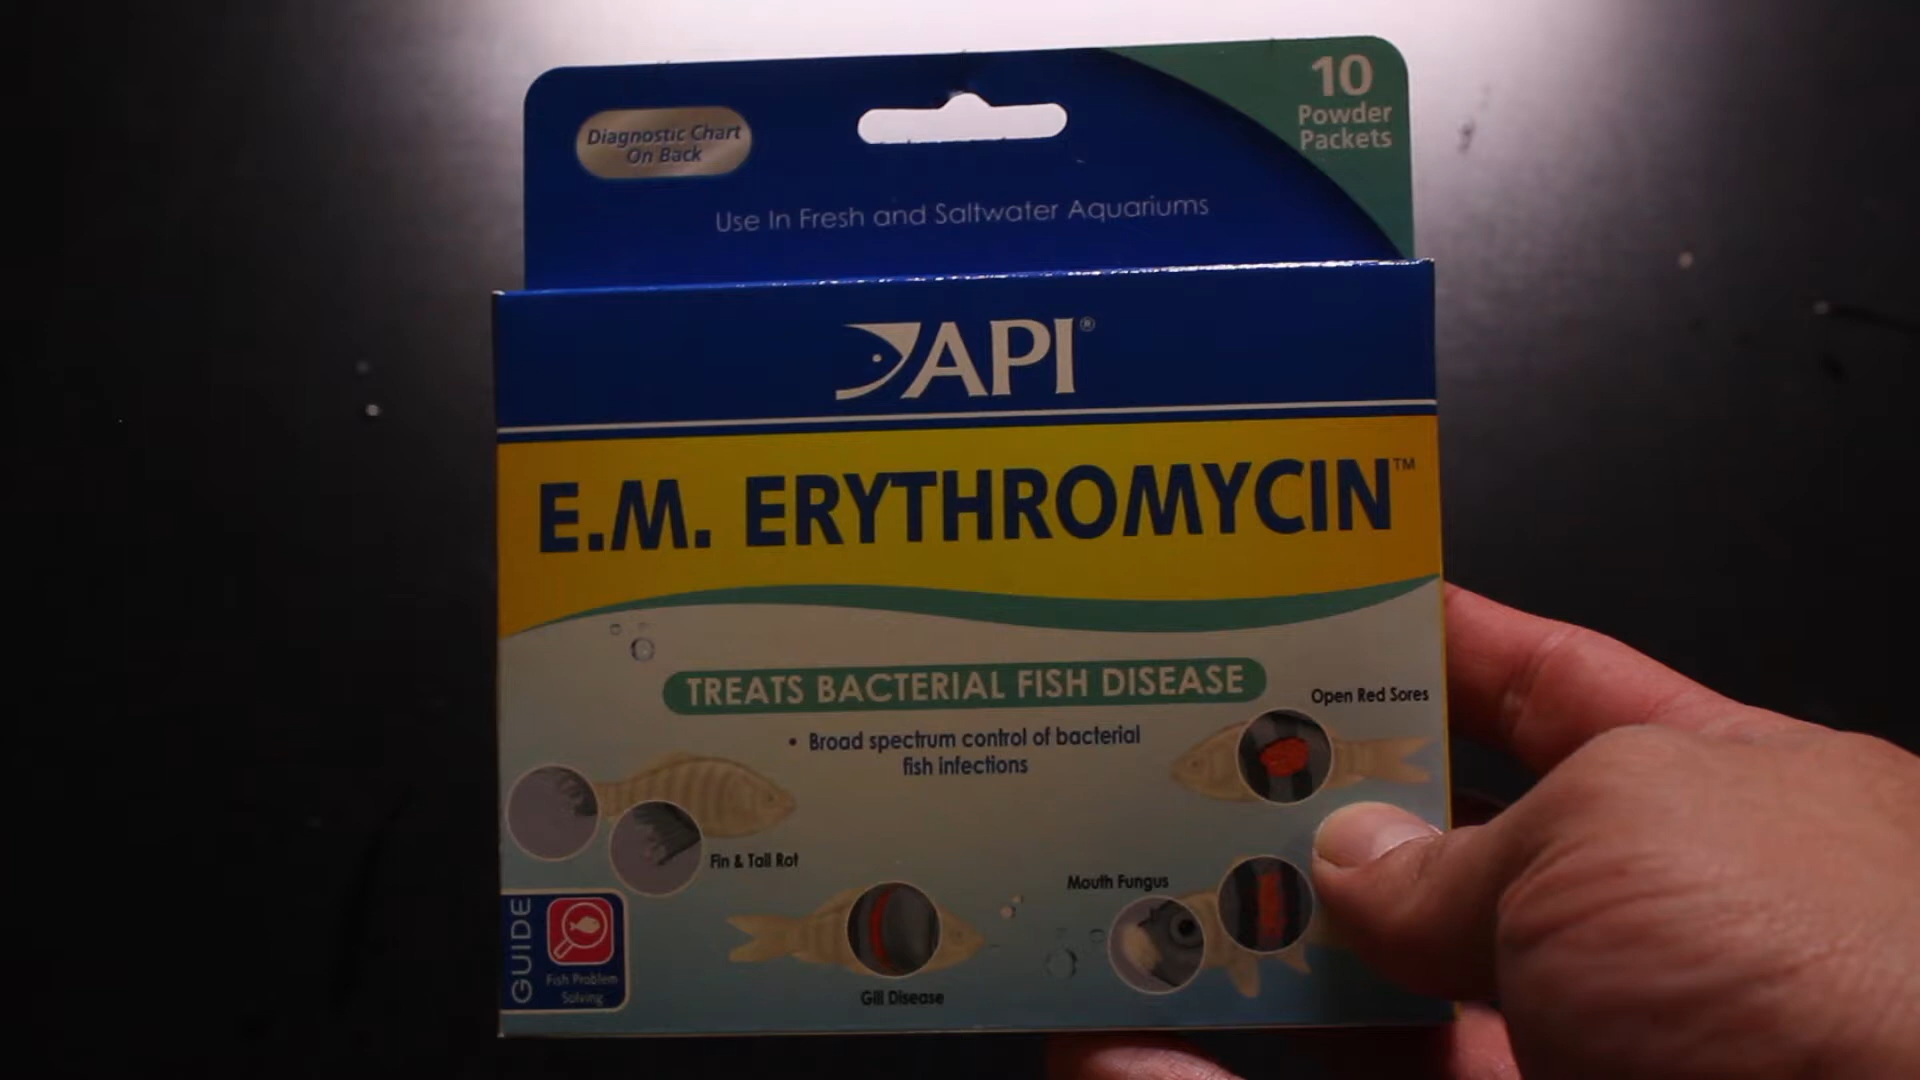 10
Powder
Packets
Diagnostic Chart
On Back
Use In Fresh and Saltwater Aquariums
API®
E.M. ERYTHROMYCIN™
TREATS BACTERIAL FISH DISEASE
• Broad spectrum control of bacterial
fish infections
Open Red Sores
Fin & Tail Rot
Mouth Fungus
Gill Disease
GUIDE
Fish Problem
Solving